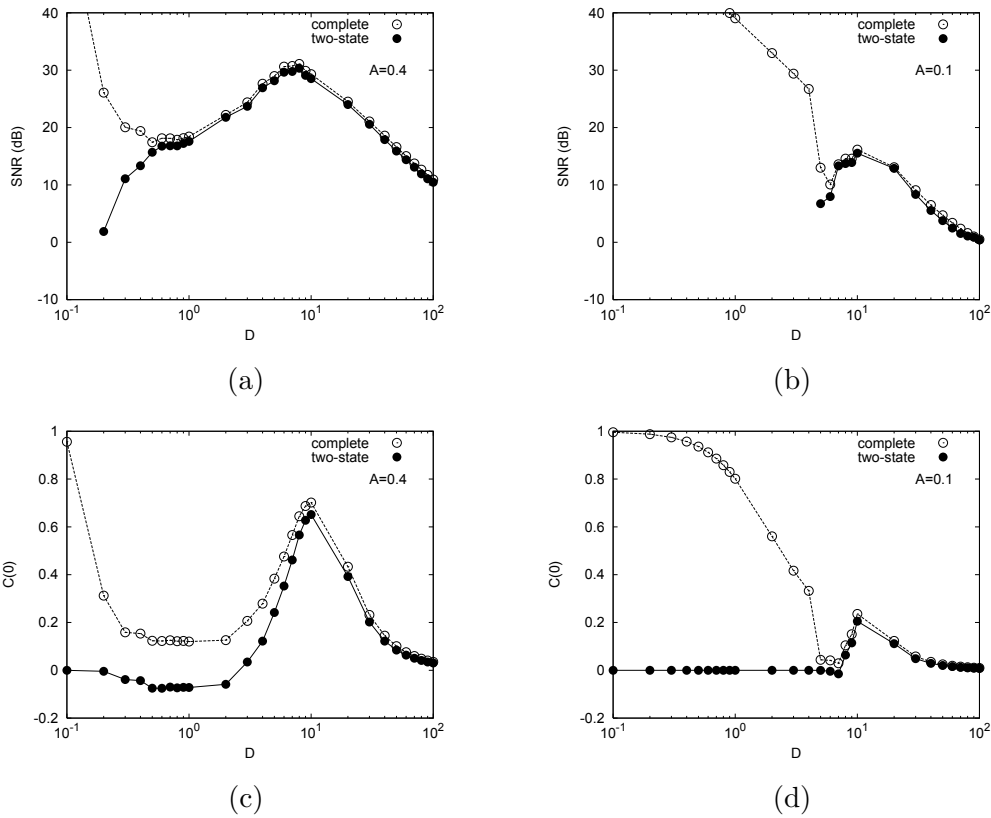 40
30
20
10
0
-10
SNR (dB)
complete
two-state
A=0.4
10^-1
10^0
10^1
10^2
D
(a)
40
30
20
10
0
-10
SNR (dB)
complete
two-state
A=0.1
10^-1
10^0
10^1
10^2
D
(b)
1
0.8
0.6
0.4
0.2
0
-0.2
C(0)
complete
two-state
A=0.4
10^-1
10^0
10^1
10^2
D
(c)
1
0.8
0.6
0.4
0.2
0
-0.2
C(0)
complete
two-state
A=0.1
10^-1
10^0
10^1
10^2
D
(d)